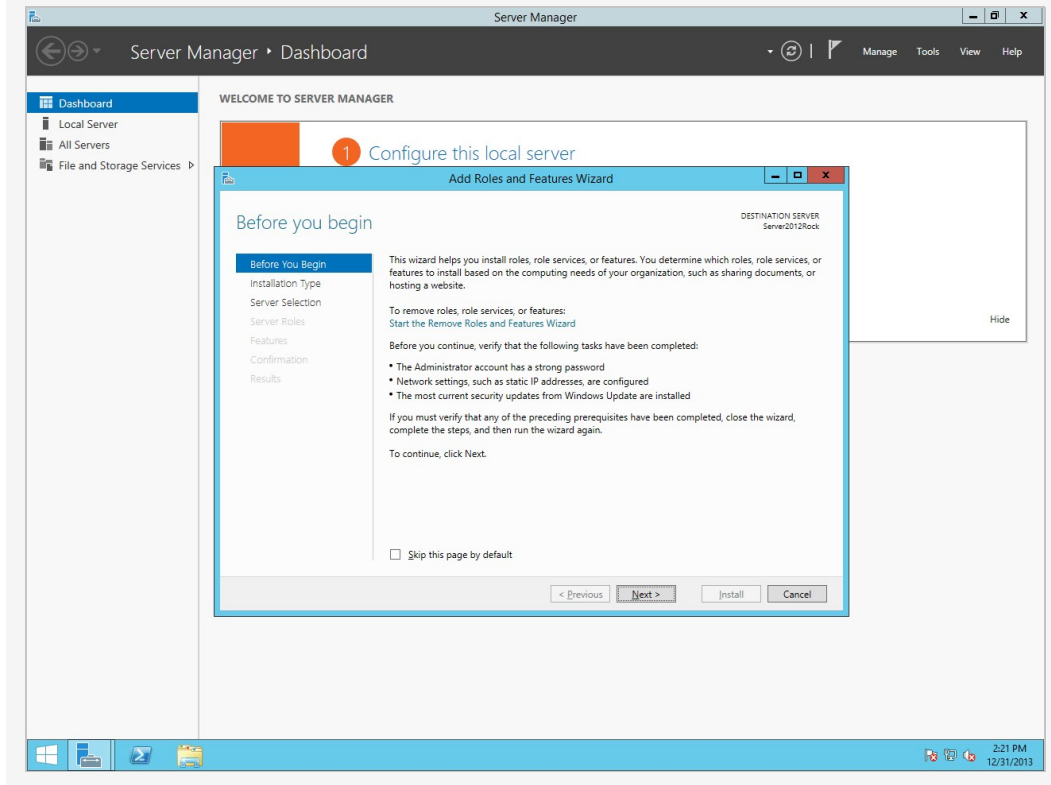 Server Manager
Server Manager • Dashboard
Manage Tools View Help
Dashboard
Local Server
All Servers
File and Storage Services
WELCOME TO SERVER MANAGER
1 Configure this local server
Add Roles and Features Wizard
Before you begin
DESTINATION SERVER
Server2012Rock
Before You Begin
Installation Type
Server Selection
Server Roles
Features
Confirmation
Results
This wizard helps you install roles, role services, or features. You determine which roles, role services, or
features to install based on the computing needs of your organization, such as sharing documents, or
hosting a website.
To remove roles, role services, or features:
Start the Remove Roles and Features Wizard
Before you continue, verify that the following tasks have been completed:
• The Administrator account has a strong password
• Network settings, such as static IP addresses, are configured
• The most current security updates from Windows Update are installed
If you must verify that any of the preceding prerequisites have been completed, close the wizard,
complete the steps, and then run the wizard again.
To continue, click Next.
Skip this page by default
< Previous Next > Install Cancel
Hide
2:21 PM
12/31/2013